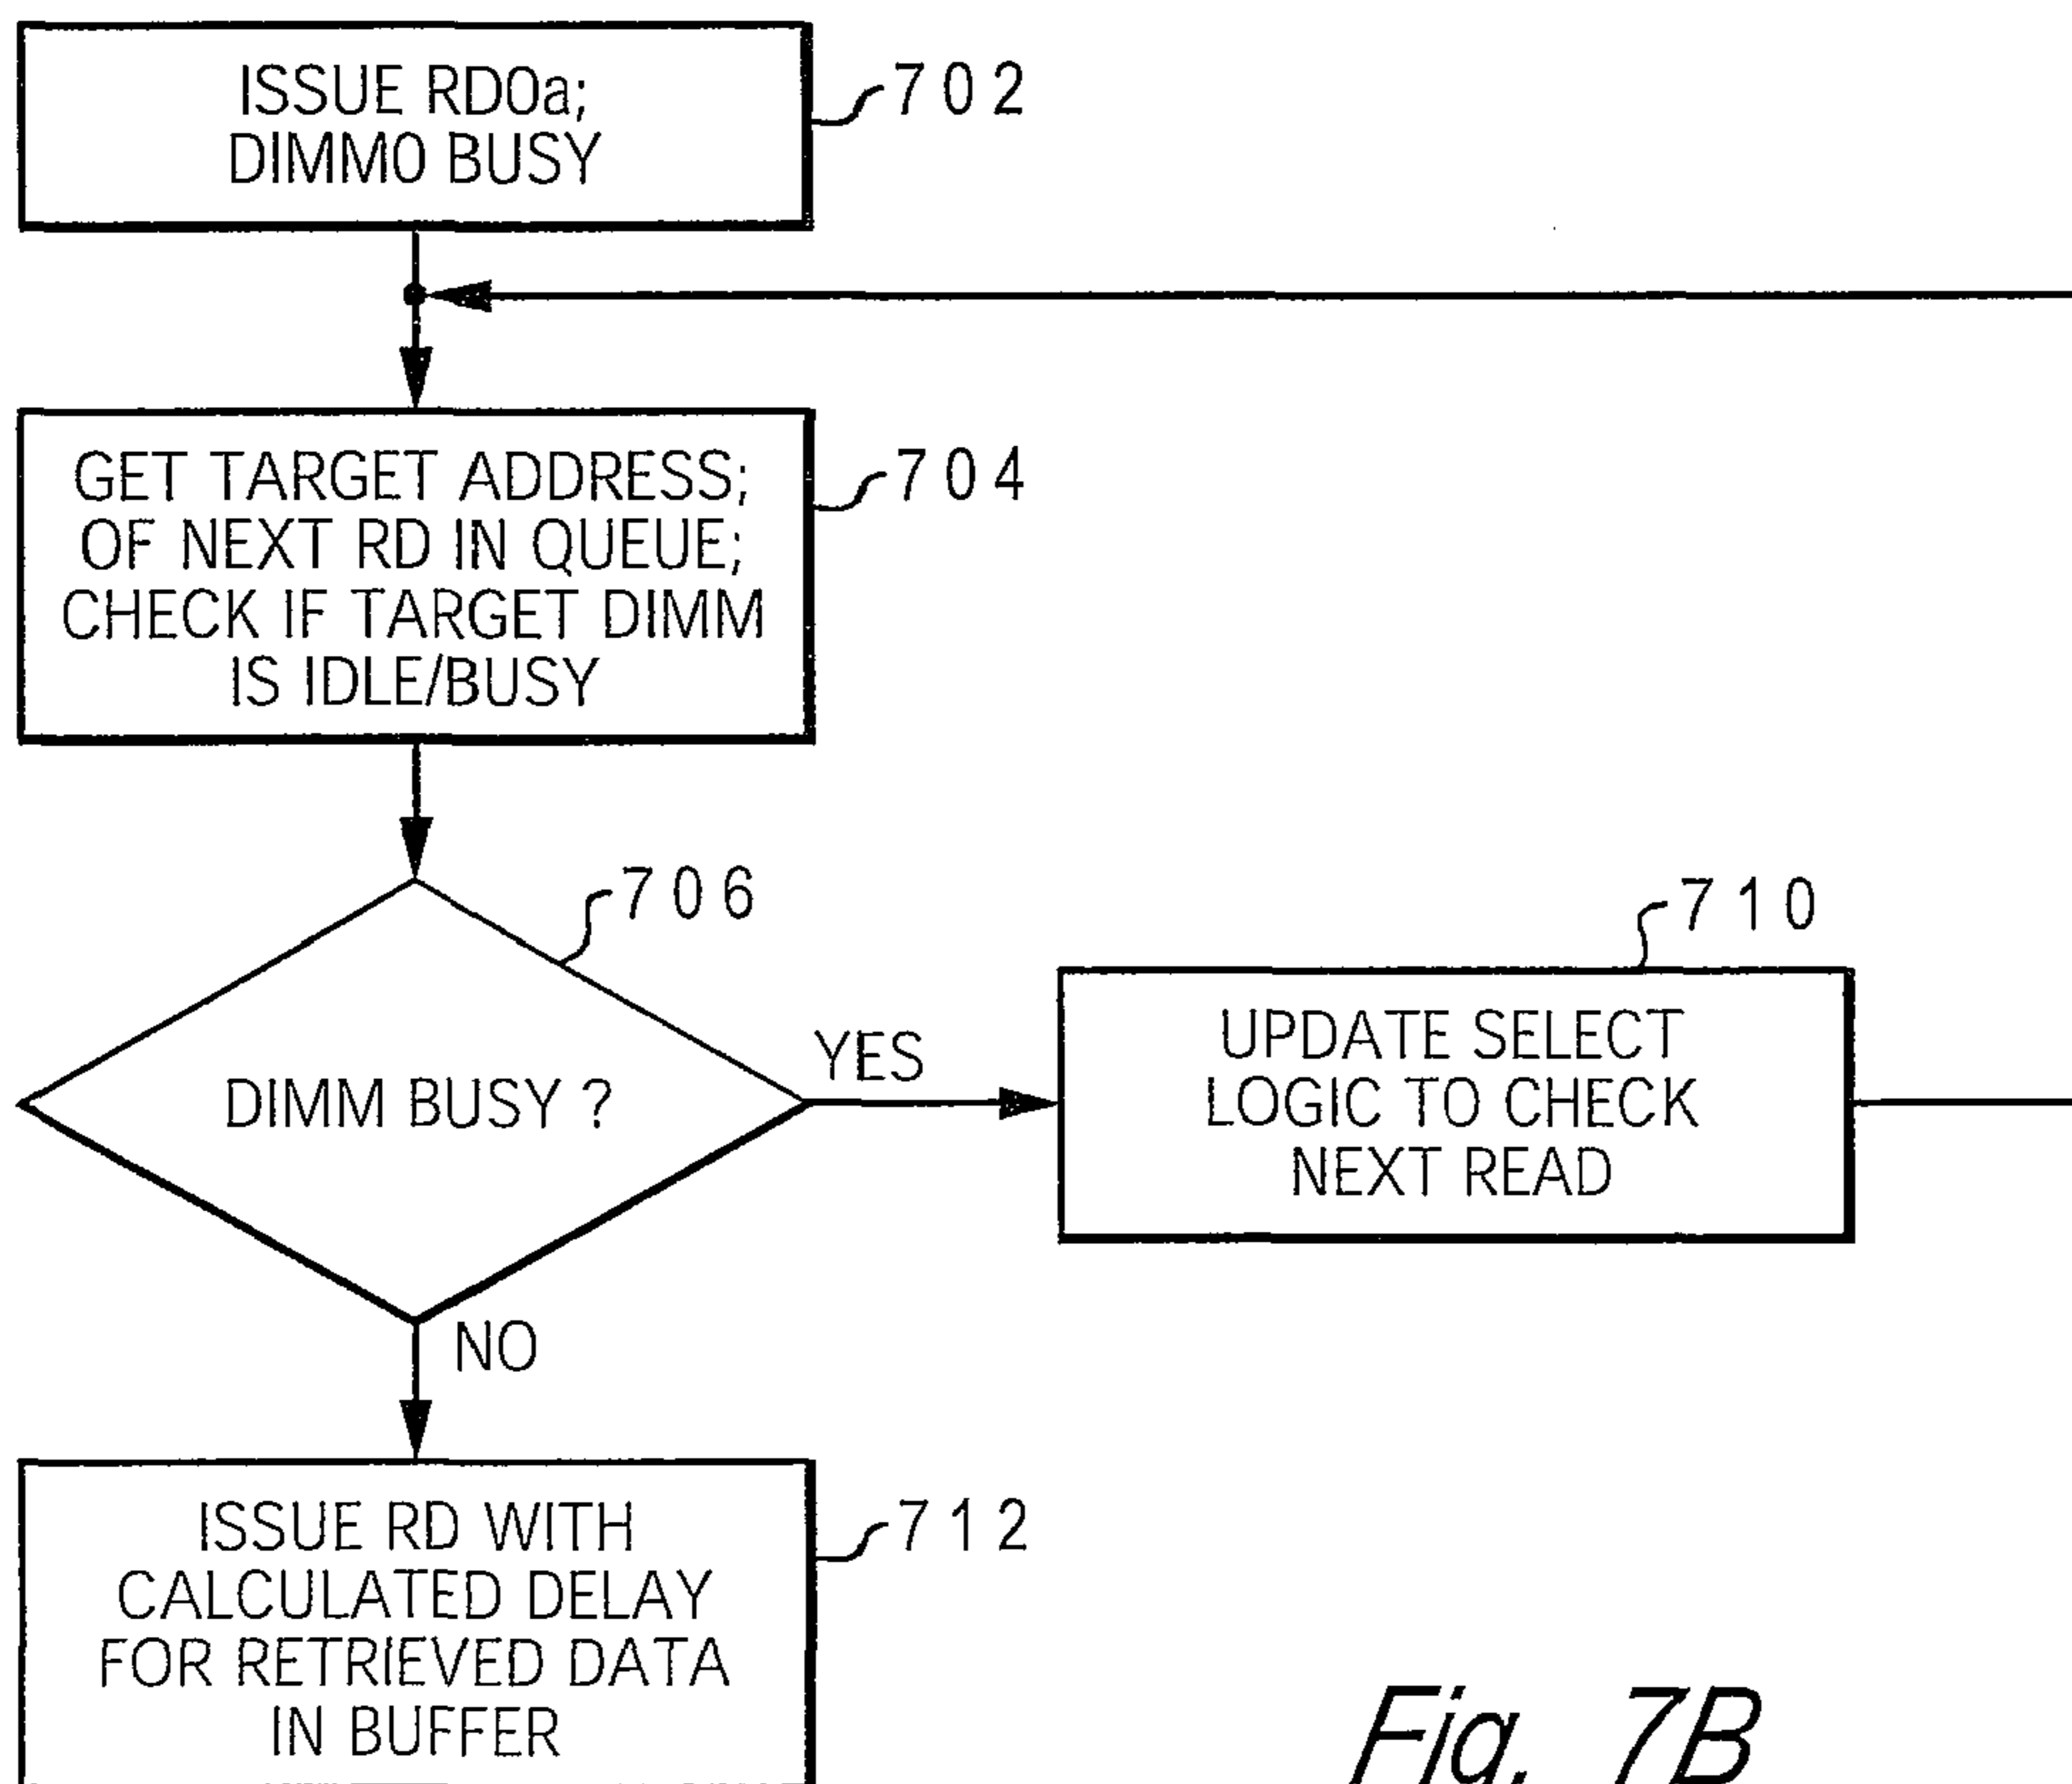 ISSUE RD0a;
DIMM0 BUSY
702
GET TARGET ADDRESS;
OF NEXT RD IN QUEUE;
CHECK IF TARGET DIMM
IS IDLE/BUSY
704
706
DIMM BUSY ?
YES
710
UPDATE SELECT
LOGIC TO CHECK
NEXT READ
NO
ISSUE RD WITH
CALCULATED DELAY
FOR RETRIEVED DATA
IN BUFFER
712
Fig. 7B